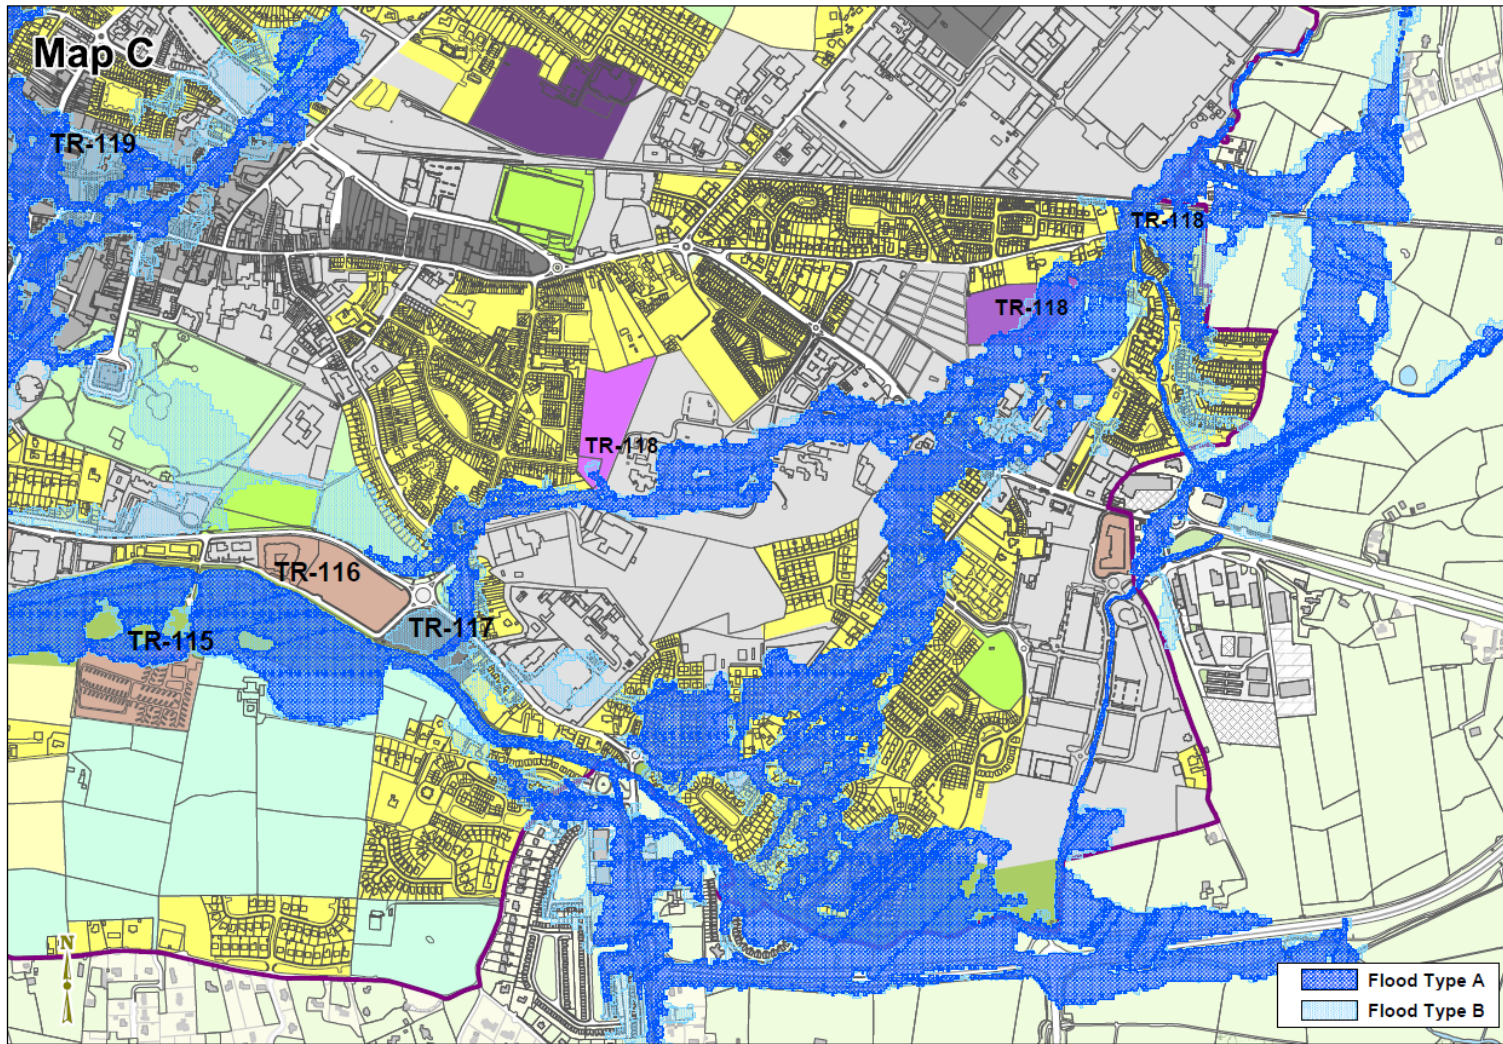 Map C
TR-119
TR-118
TR-118
TR-118
TR-116
TR-117
TR-115
N
Flood Type A
Flood Type B